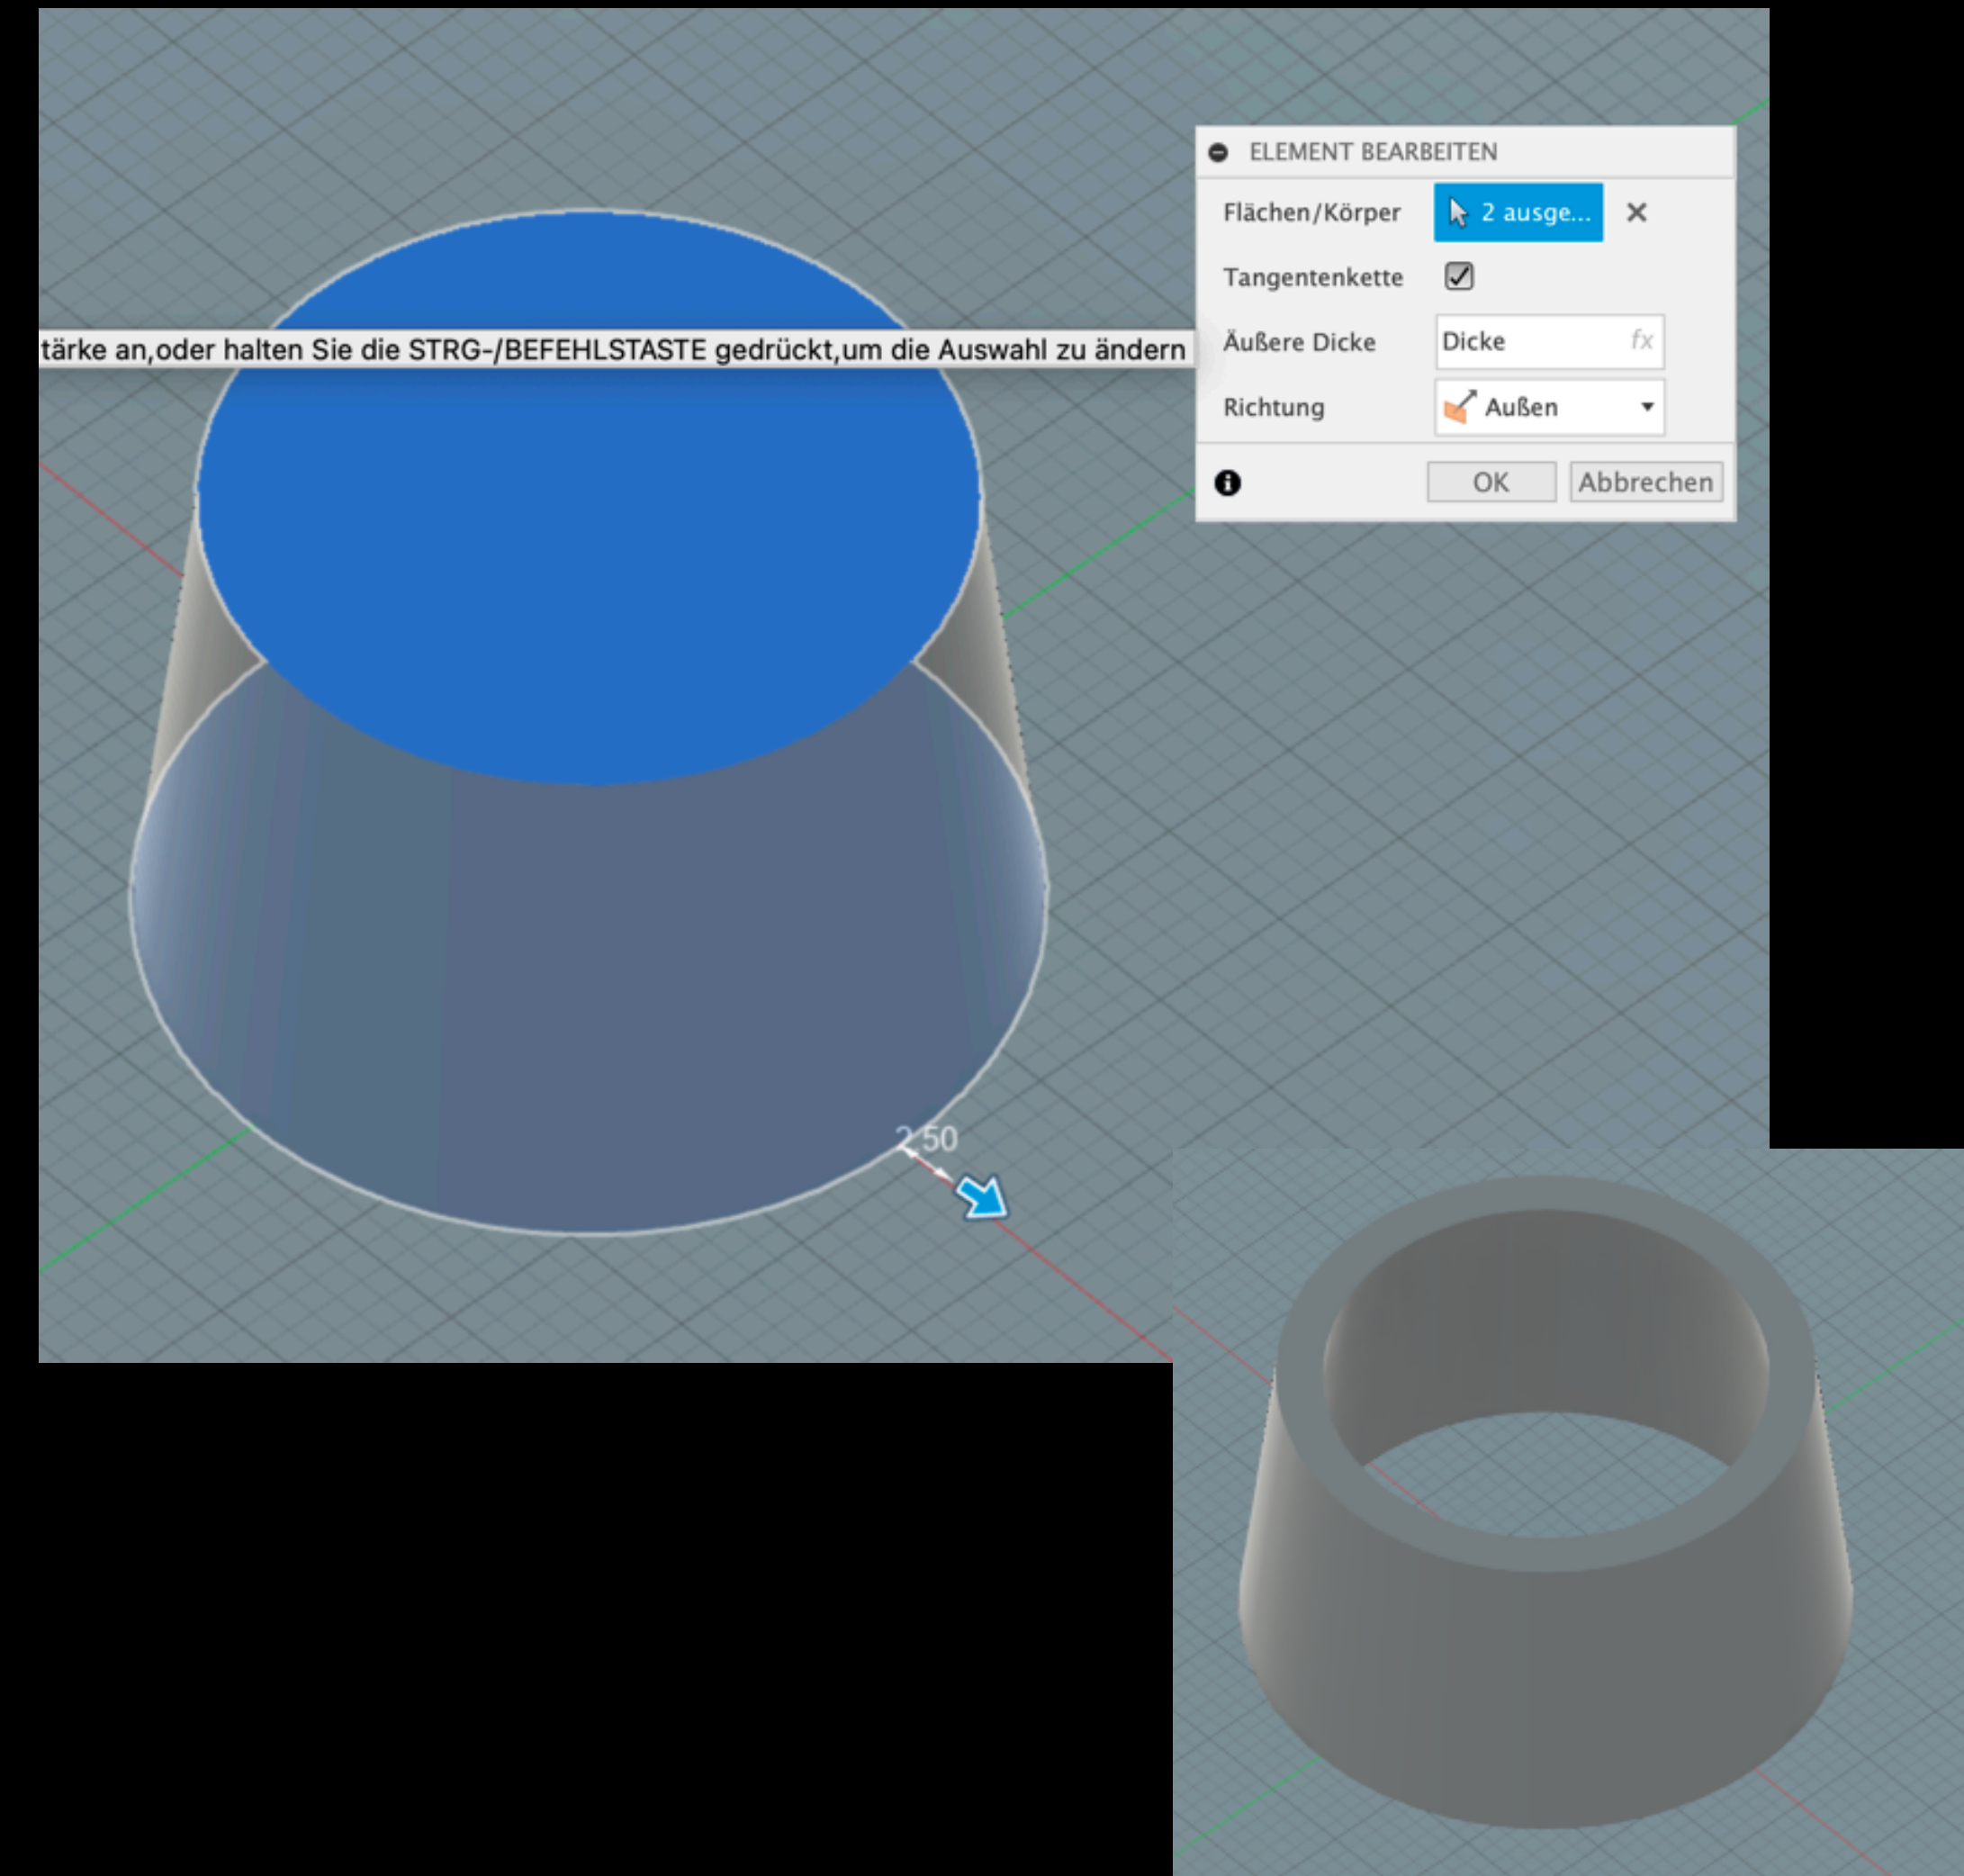 ELEMENT BEARBEITEN
Flächen/Körper 2 ausge...
Tangentenkette
tärke an,oder halten Sie die STRG-/BEFEHLSTASTE gedrückt,um die Auswahl zu ändern
Äußere Dicke Dicke fx
Richtung Außen
OK Abbrechen
2.50